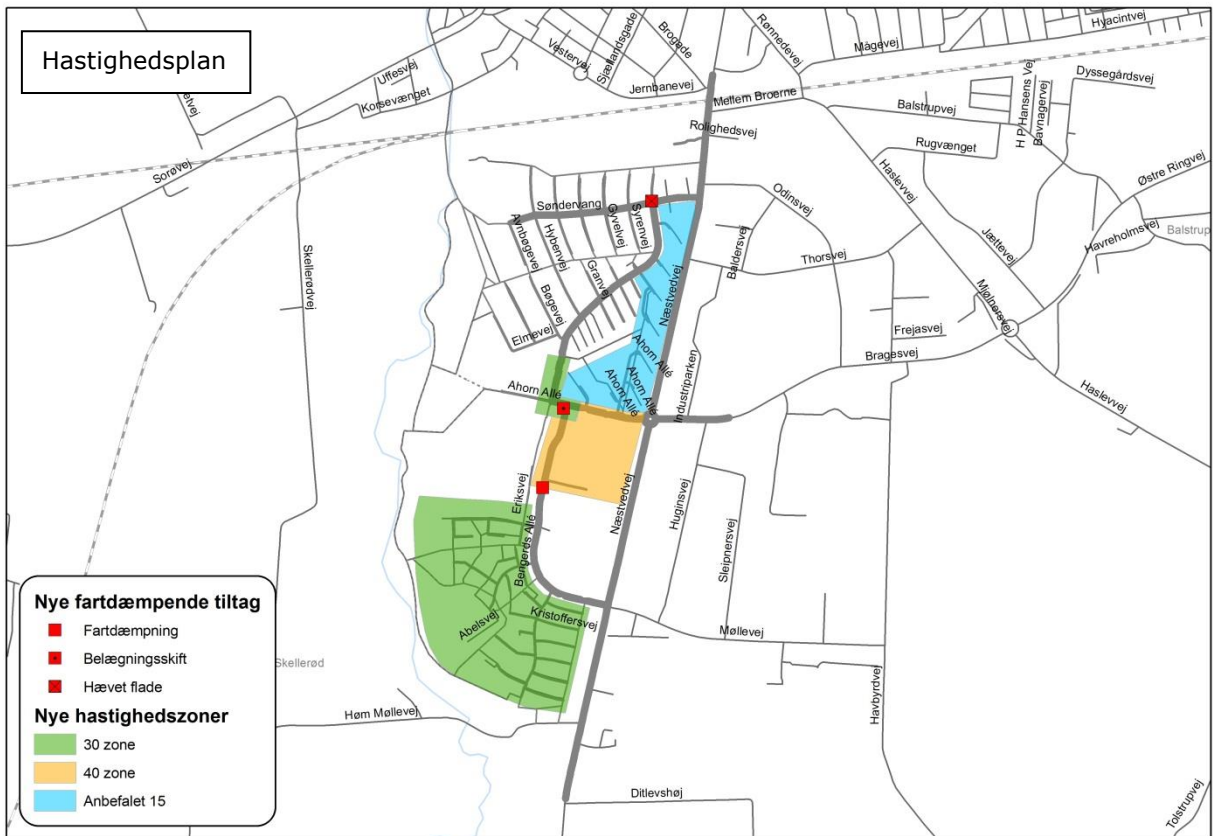 Hastighedsplan
Uffesvej
Korsevænget
Sorøvej
Vestervej
Sjællandsgade
Brogade
Jernbanevej
Rønnedevej
Mågevej
Hyacintvej
Mellem Broerne
Rolighedsvej
Balstrupvej
H P Hansens Vej
Bavnagervej
Dyssegårdsvej
Rugvænget
Haslevvej
Østre Ringvej
Havreholmsvej
Balstrup
Jættevej
Odinsvej
Baldersvej
Thorsvej
Mjølnersvej
Frejasvej
Bragesvej
Haslevvej
Søndervang
Syrenvej
Gyvelvej
Hybenvej
Avnbøgevej
Granvej
Bøgevej
Elmevej
Næstvedvej
Skellerødvej
Ahorn Allé
Ahorn Allé
Ahorn Allé
Ahorn Allé
Industriparken
Eriksvej
Bengerds Allé
Næstvedvej
Huginsvej
Sleipnersvej
Abelsvej
Kristoffersvej
Møllevej
Havbyrdvej
Skellerød
Høm Møllevej
Ditlevshøj
Tolstrupvej
Nye fartdæmpende tiltag
Fartdæmpning
Belægningsskift
Hævet flade
Nye hastighedszoner
30 zone
40 zone
Anbefalet 15